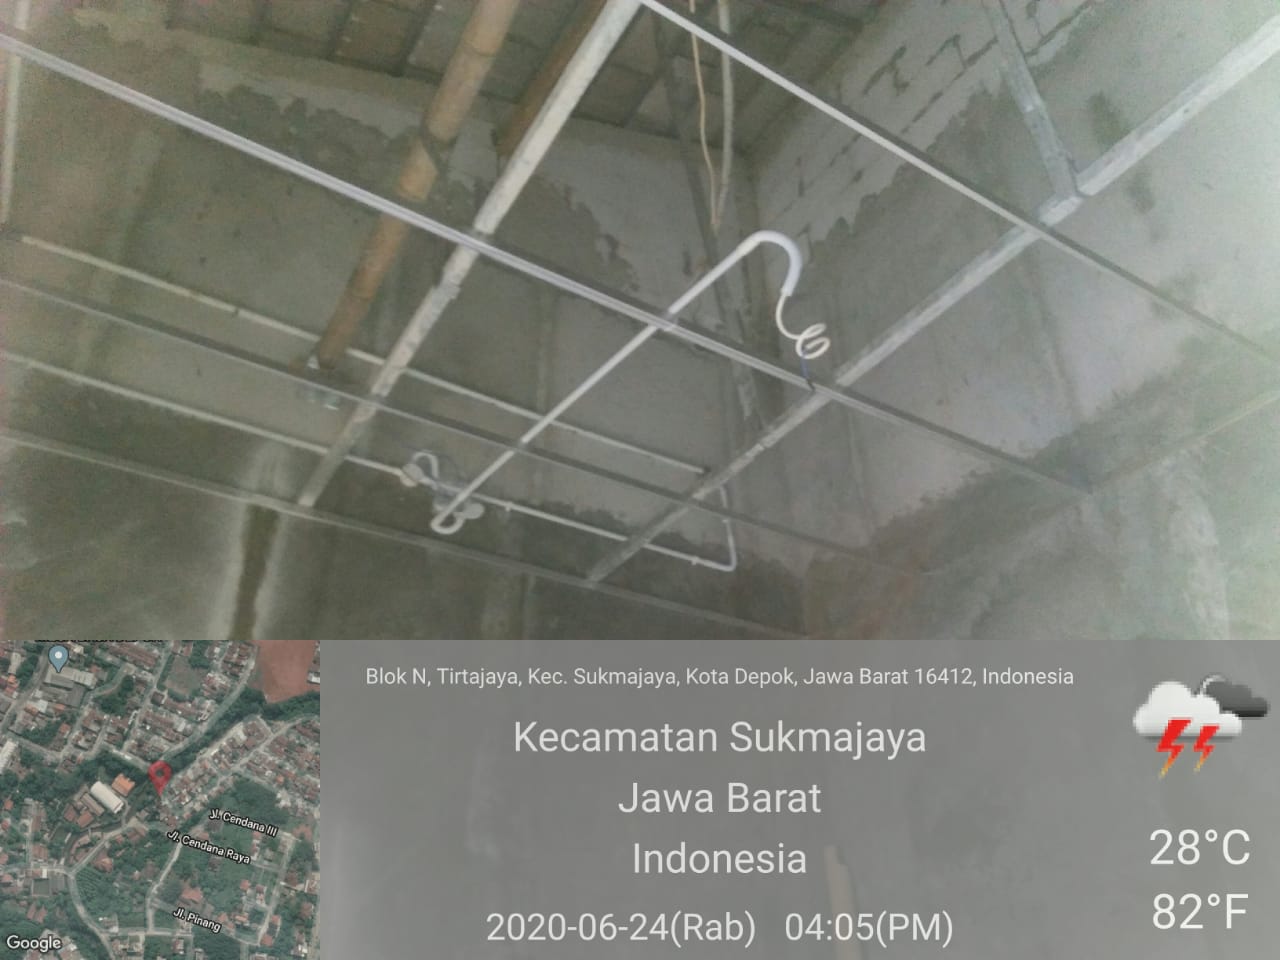 Blok N, Tirtajaya, Kec. Sukmajaya, Kota Depok, Jawa Barat 16412, Indonesia
Kecamatan Sukmajaya
Jawa Barat
Indonesia
2020-06-24(Rab) 04:05(PM)
28°C
82°F
Jl. Cendana III
Jl. Cendana Raya
Jl. Pinang
Google